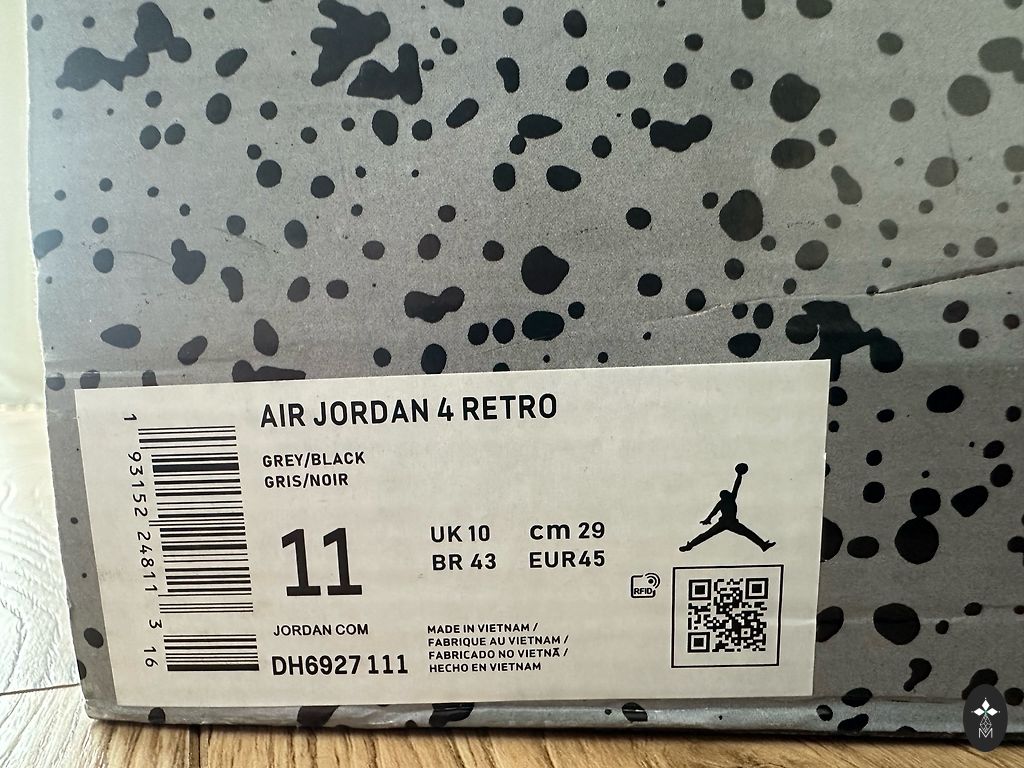 AIR JORDAN 4 RETRO
GREY/BLACK
GRIS/NOIR
11
UK 10 cm 29
BR 43 EUR45
RFID
JORDAN COM
DH6927 111
MADE IN VIETNAM /
FABRIQUE AU VIETNAM /
FABRICADO NO VIETNÃ /
HECHO EN VIETNAM
1 93152 24811 3 16
M